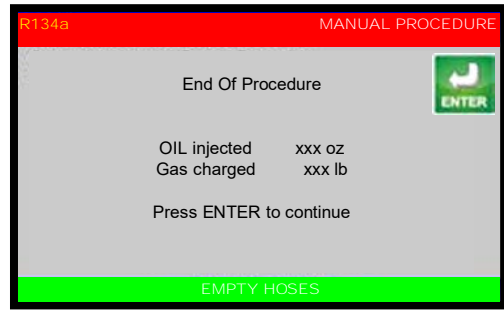 R134a MANUAL PROCEDURE
End Of Procedure
ENTER
OIL injected xxx oz
Gas charged xxx lb
Press ENTER to continue
EMPTY HOSES